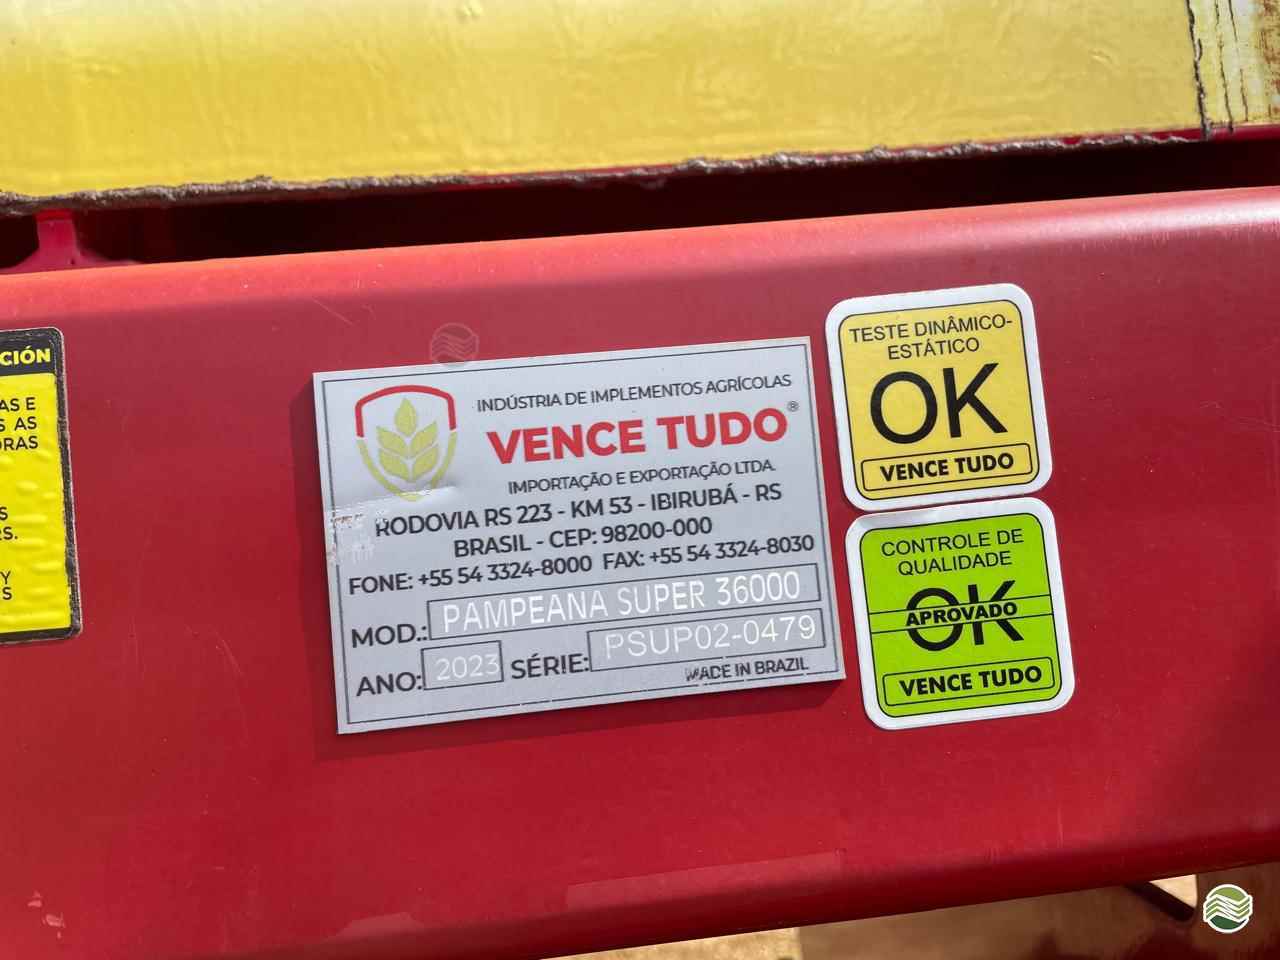 CIÓN
AS E
S AS
ORAS
S
RS.
Y
S
INDÚSTRIA DE IMPLEMENTOS AGRÍCOLAS
VENCE TUDO®
IMPORTAÇÃO E EXPORTAÇÃO LTDA.
RODOVIA RS 223 - KM 53 - IBIRUBÁ - RS
BRASIL - CEP: 98200-000
FONE: +55 54 3324-8000 FAX: +55 54 3324-8030
MOD.: PAMPEANA SUPER 36000
ANO: 2023 SÉRIE: PSUP02-0479
MADE IN BRAZIL
TESTE DINÂMICO-
ESTÁTICO
OK
VENCE TUDO
CONTROLE DE
QUALIDADE
OK
APROVADO
VENCE TUDO